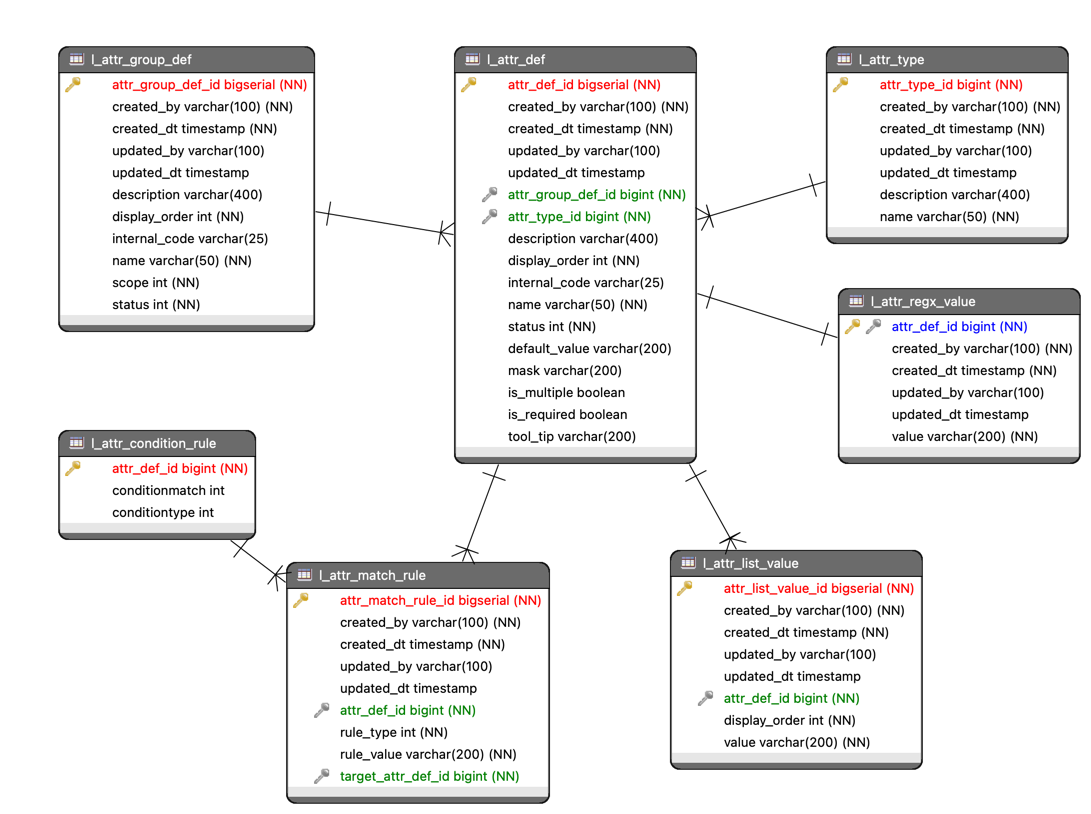 l_attr_group_def
attr_group_def_id bigserial (NN)
created_by varchar(100) (NN)
created_dt timestamp (NN)
updated_by varchar(100)
updated_dt timestamp
description varchar(400)
display_order int (NN)
internal_code varchar(25)
name varchar(50) (NN)
scope int (NN)
status int (NN)
l_attr_def
attr_def_id bigserial (NN)
created_by varchar(100) (NN)
created_dt timestamp (NN)
updated_by varchar(100)
updated_dt timestamp
attr_group_def_id bigint (NN)
attr_type_id bigint (NN)
description varchar(400)
display_order int (NN)
internal_code varchar(25)
name varchar(50) (NN)
status int (NN)
default_value varchar(200)
mask varchar(200)
is_multiple boolean
is_required boolean
tool_tip varchar(200)
l_attr_type
attr_type_id bigint (NN)
created_by varchar(100) (NN)
created_dt timestamp (NN)
updated_by varchar(100)
updated_dt timestamp
description varchar(400)
name varchar(50) (NN)
l_attr_regx_value
attr_def_id bigint (NN)
created_by varchar(100) (NN)
created_dt timestamp (NN)
updated_by varchar(100)
updated_dt timestamp
value varchar(200) (NN)
l_attr_condition_rule
attr_def_id bigint (NN)
conditionmatch int
conditiontype int
l_attr_match_rule
attr_match_rule_id bigserial (NN)
created_by varchar(100) (NN)
created_dt timestamp (NN)
updated_by varchar(100)
updated_dt timestamp
attr_def_id bigint (NN)
rule_type int (NN)
rule_value varchar(200) (NN)
target_attr_def_id bigint (NN)
l_attr_list_value
attr_list_value_id bigserial (NN)
created_by varchar(100) (NN)
created_dt timestamp (NN)
updated_by varchar(100)
updated_dt timestamp
attr_def_id bigint (NN)
display_order int (NN)
value varchar(200) (NN)